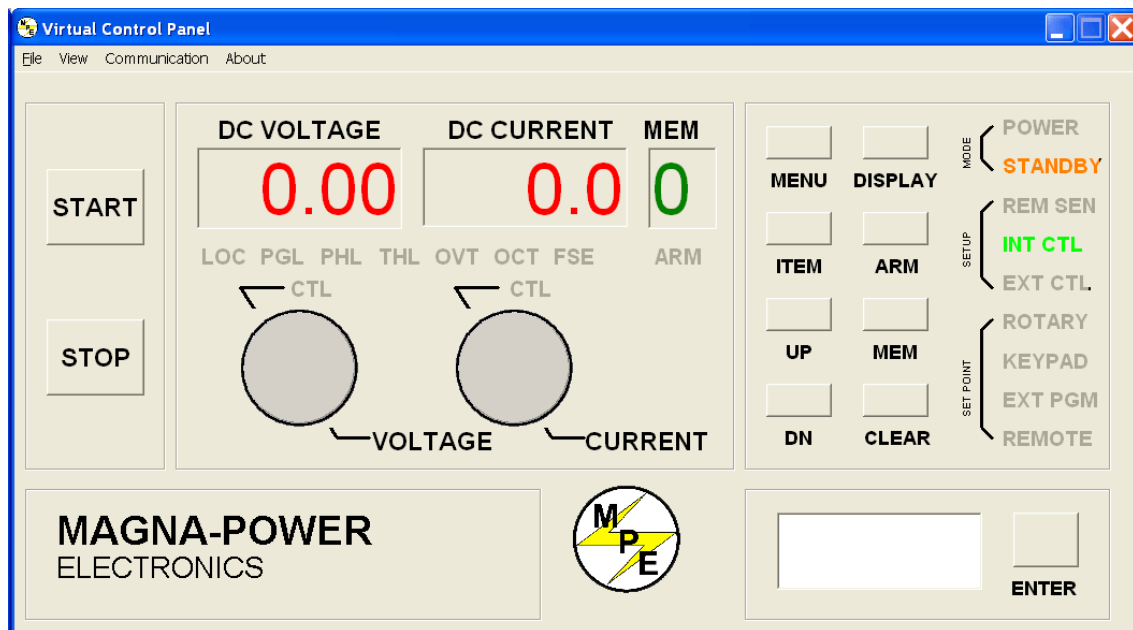 Virtual Control Panel
File View Communication About
START
STOP
DC VOLTAGE DC CURRENT MEM
0.00 0.0 0
LOC PGL PHL THL OVT OCT FSE ARM
CTL CTL
VOLTAGE CURRENT
MENU DISPLAY
ITEM ARM
UP MEM
DN CLEAR
MODE
POWER
STANDBY
SETUP
REM SEN
INT CTL
EXT CTL
SET POINT
ROTARY
KEYPAD
EXT PGM
REMOTE
MAGNA-POWER
ELECTRONICS
MPE
ENTER